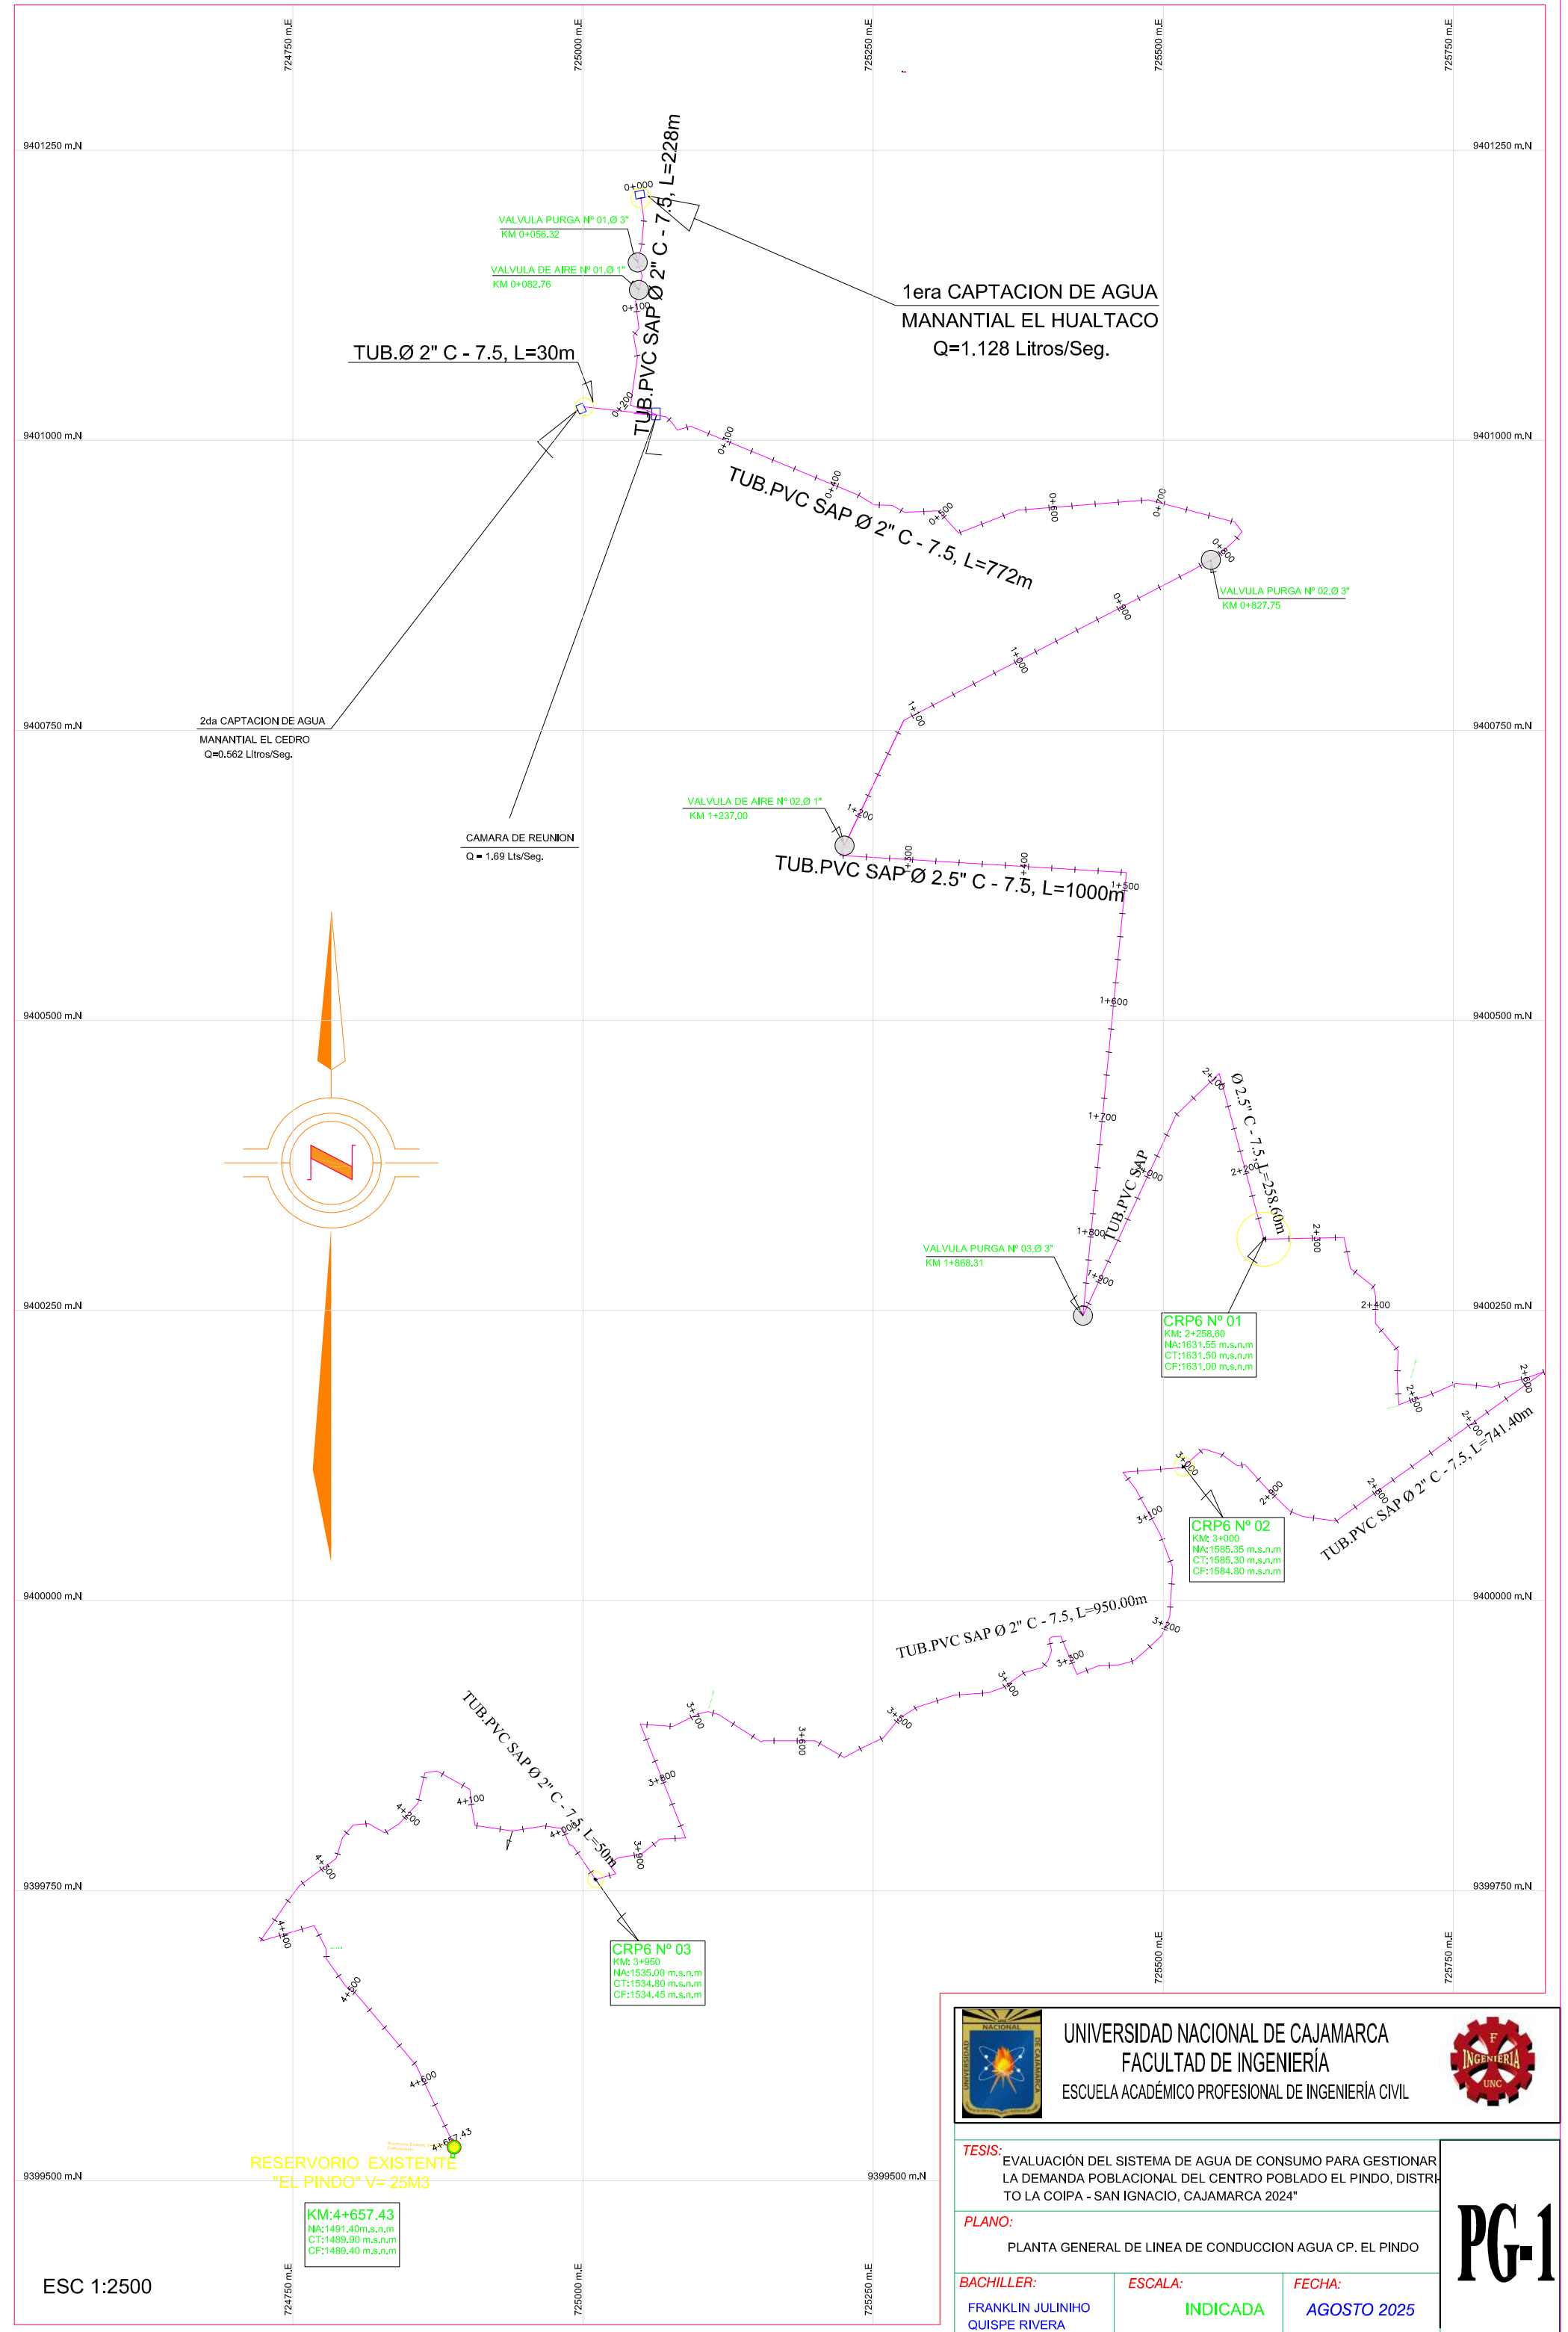 724750 m.E
725000 m.E
725250 m.E
725500 m.E
725750 m.E
9401250 m.N
9401250 m.N
0+000
TUB.PVC SAP Ø 2" C - 7.5, L=228m
VALVULA PURGA Nº 01,Ø 3"
KM 0+056.32
VALVULA DE AIRE Nº 01,Ø 1"
KM 0+082.76
0+100
1era CAPTACION DE AGUA
MANANTIAL EL HUALTACO
Q=1.128 Litros/Seg.
TUB.Ø 2" C - 7.5, L=30m
0+200
9401000 m.N
9401000 m.N
0+300
0+400
0+500
0+600
0+700
0+800
TUB.PVC SAP Ø 2" C - 7.5, L=772m
VALVULA PURGA Nº 02,Ø 3"
KM 0+827.75
0+900
1+000
1+100
2da CAPTACION DE AGUA
MANANTIAL EL CEDRO
Q=0.562 Litros/Seg.
9400750 m.N
9400750 m.N
VALVULA DE AIRE Nº 02,Ø 1"
KM 1+237.00
1+200
CAMARA DE REUNION
Q = 1.69 Lts/Seg.
1+300
1+400
TUB.PVC SAP Ø 2.5" C - 7.5, L=1000m
1+500
1+600
9400500 m.N
9400500 m.N
2+100
Ø 2.5" C - 7.5, L=258.60m
1+700
TUB.PVC SAP
2+000
2+200
1+800
2+300
VALVULA PURGA Nº 03,Ø 3"
KM 1+868.31
1+900
9400250 m.N
9400250 m.N
2+400
CRP6 Nº 01
KM: 2+258.60
NA:1631.55 m.s.n.m
CT:1631.50 m.s.n.m
CF:1631.00 m.s.n.m
2+500
2+600
2+700
TUB.PVC SAP Ø 2" C - 7.5, L=741.40m
2+800
2+900
3+000
CRP6 Nº 02
KM: 3+000
NA:1585.35 m.s.n.m
CT:1585.30 m.s.n.m
CF:1584.80 m.s.n.m
3+100
9400000 m.N
9400000 m.N
TUB.PVC SAP Ø 2" C - 7.5, L=950.00m
3+200
3+300
3+400
3+500
3+600
3+700
TUB.PVC SAP Ø 2" C - 7.5, L=50m
3+800
3+900
4+000
4+100
4+200
4+300
9399750 m.N
9399750 m.N
4+400
CRP6 Nº 03
KM: 3+950
NA:1535.00 m.s.n.m
CT:1534.80 m.s.n.m
CF:1534.45 m.s.n.m
725500 m.E
725750 m.E
4+500
4+600
4+657.43
RESERVORIO EXISTENTE
"EL PINDO" V= 25M3
9399500 m.N
9399500 m.N
KM:4+657.43
NA:1491.40m.s.n.m
CT:1489.90 m.s.n.m
CF:1489.40 m.s.n.m
724750 m.E
725000 m.E
725250 m.E
ESC 1:2500
NACIONAL
UNIVERSIDAD
DE CAJAMARCA
UNIVERSIDAD NACIONAL DE CAJAMARCA
FACULTAD DE INGENIERÍA
ESCUELA ACADÉMICO PROFESIONAL DE INGENIERÍA CIVIL
F
INGENIERIA
UNC
TESIS:
EVALUACIÓN DEL SISTEMA DE AGUA DE CONSUMO PARA GESTIONAR
LA DEMANDA POBLACIONAL DEL CENTRO POBLADO EL PINDO, DISTRI-
TO LA COIPA - SAN IGNACIO, CAJAMARCA 2024"
PLANO:
PLANTA GENERAL DE LINEA DE CONDUCCION AGUA CP. EL PINDO
PG-1
BACHILLER:
FRANKLIN JULINIHO
QUISPE RIVERA
ESCALA:
INDICADA
FECHA:
AGOSTO 2025
N